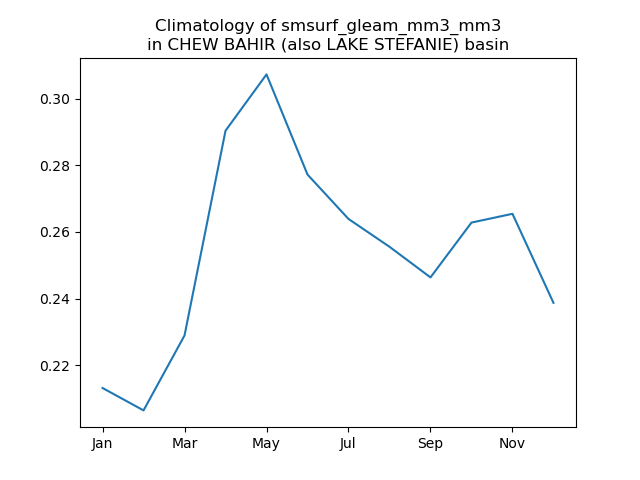 Climatology of smsurf_gleam_mm3_mm3
in CHEW BAHIR (also LAKE STEFANIE) basin
0.30
0.28
0.26
0.24
0.22
Jan Mar May Jul Sep Nov